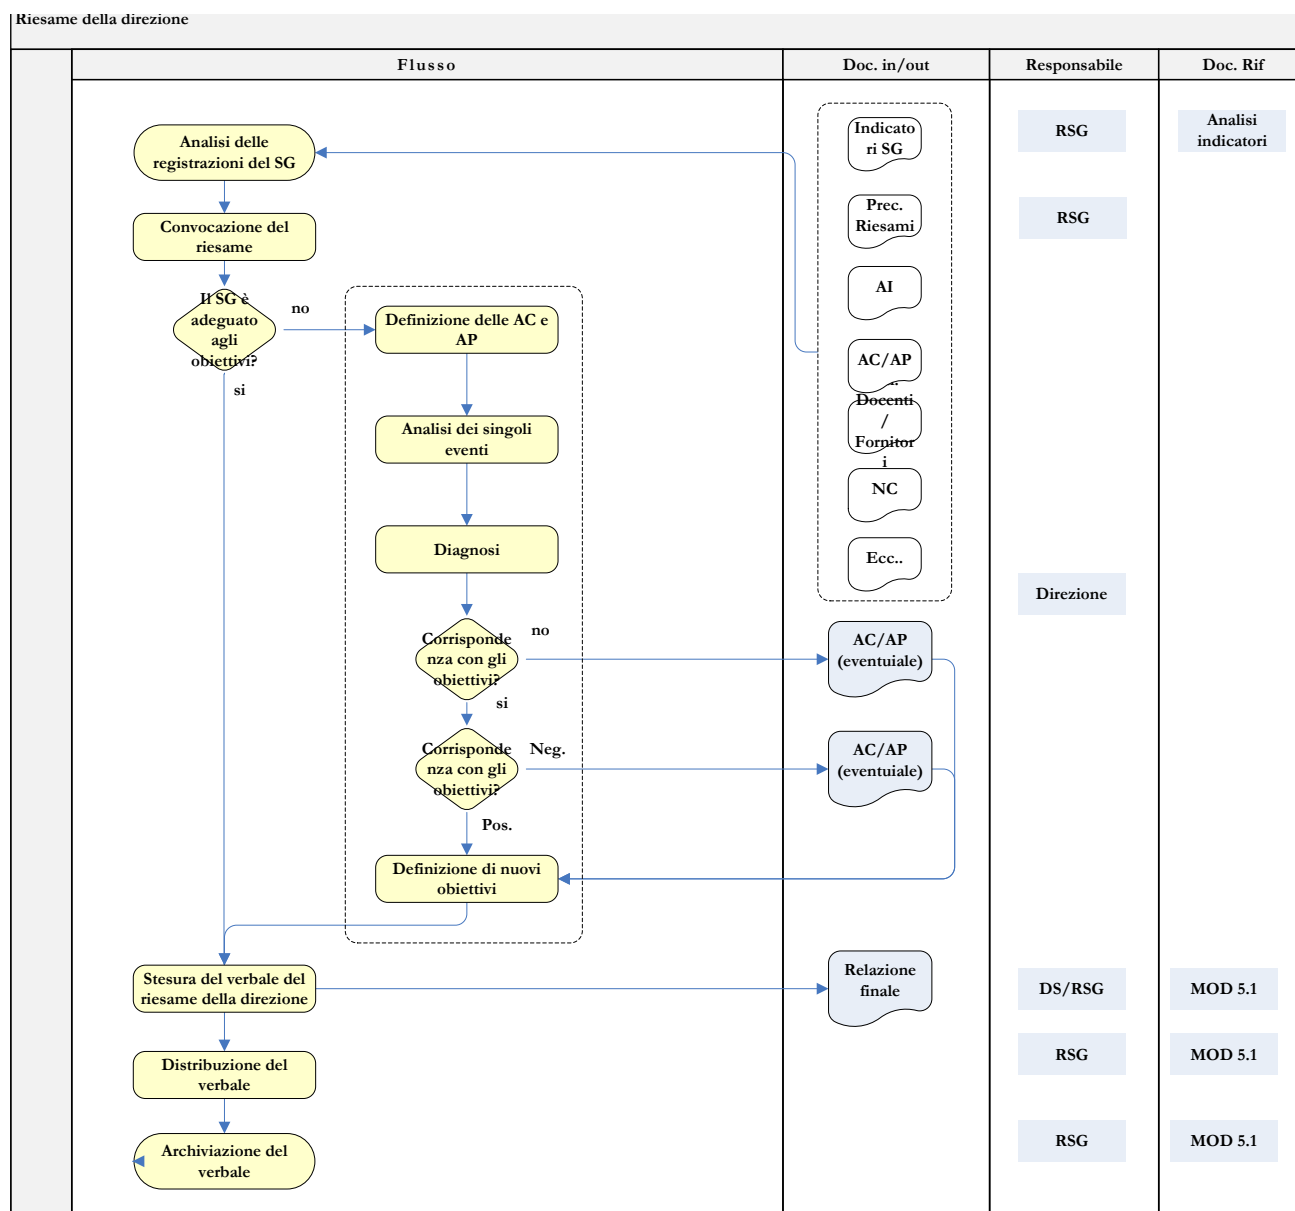 Riesame della direzione
Flusso
Doc. in/out
Responsabile
Doc. Rif
Analisi delle
registrazioni del SG
Indicato
ri SG
RSG
Analisi
indicatori
Convocazione del
riesame
Prec.
Riesami
RSG
Il SG è
adeguato
agli
obiettivi?
no
si
Definizione delle AC e
AP
AI
AC/AP
Docenti
/
Fornitor
i
Analisi dei singoli
eventi
NC
Diagnosi
Ecc..
Direzione
Corrisponde
nza con gli
obiettivi?
no
si
AC/AP
(eventuiale)
Corrisponde
nza con gli
obiettivi?
Neg.
Pos.
AC/AP
(eventuiale)
Definizione di nuovi
obiettivi
Stesura del verbale del
riesame della direzione
Relazione
finale
DS/RSG
MOD 5.1
Distribuzione del
verbale
RSG
MOD 5.1
Archiviazione del
verbale
RSG
MOD 5.1